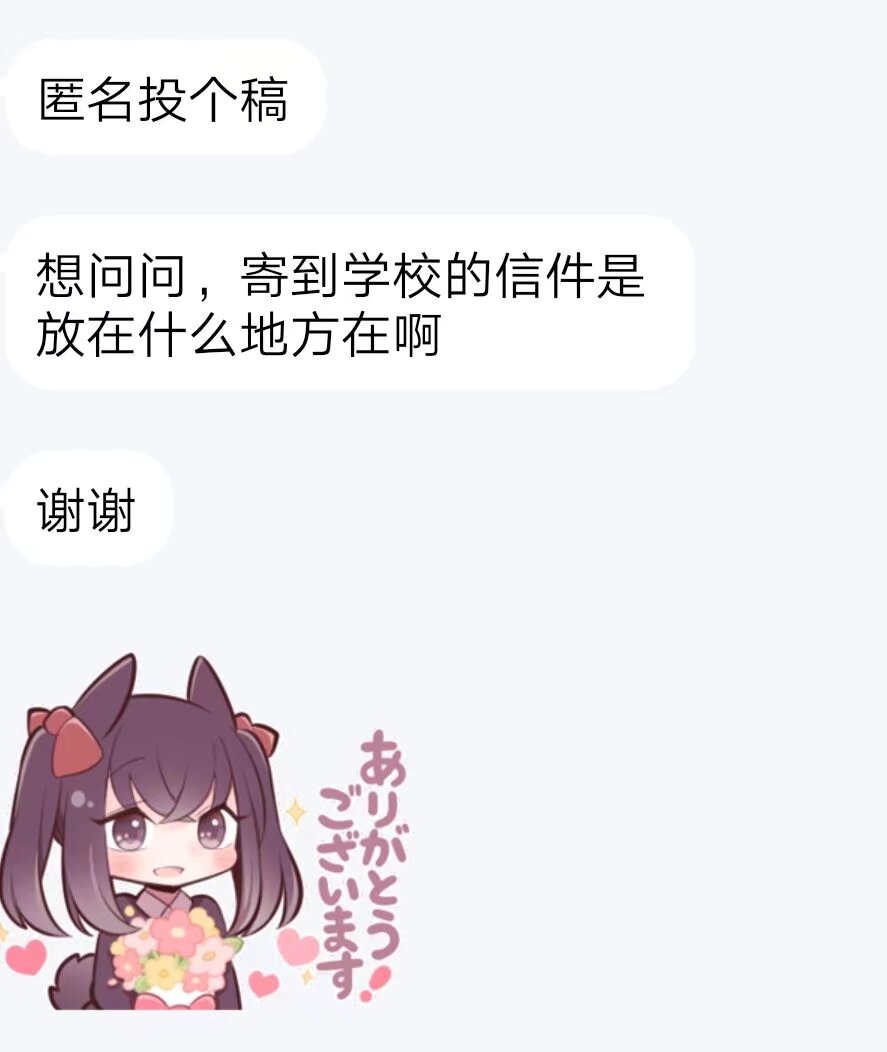 匿名投个稿
想问问，寄到学校的信件是
放在什么地方在啊
谢谢
ありがとう
ございます!